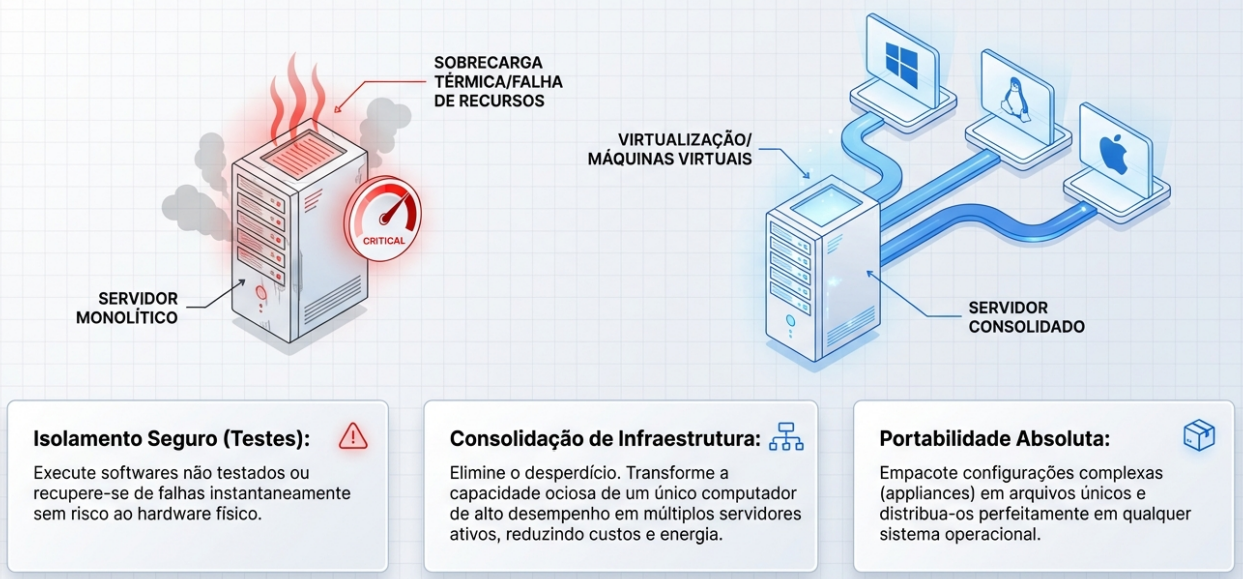 SOBRECARGA
TÉRMICA/FALHA
DE RECURSOS
CRITICAL
SERVIDOR
MONOLÍTICO
VIRTUALIZAÇÃO/
MÁQUINAS VIRTUAIS
SERVIDOR
CONSOLIDADO
Isolamento Seguro (Testes):
Execute softwares não testados ou
recupere-se de falhas instantaneamente
sem risco ao hardware físico.
Consolidação de Infraestrutura:
Elimine o desperdício. Transforme a
capacidade ociosa de um único computador
de alto desempenho em múltiplos servidores
ativos, reduzindo custos e energia.
Portabilidade Absoluta:
Empacote configurações complexas
(appliances) em arquivos únicos e
distribua-os perfeitamente em qualquer
sistema operacional.